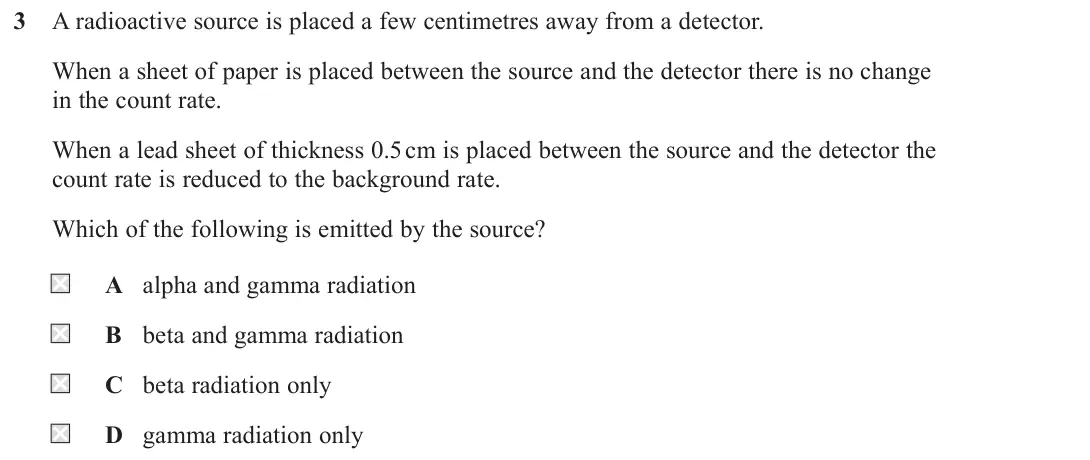 3 A radioactive source is placed a few centimetres away from a detector.
When a sheet of paper is placed between the source and the detector there is no change
in the count rate.
When a lead sheet of thickness 0.5 cm is placed between the source and the detector the
count rate is reduced to the background rate.
Which of the following is emitted by the source?
A alpha and gamma radiation
B beta and gamma radiation
C beta radiation only
D gamma radiation only